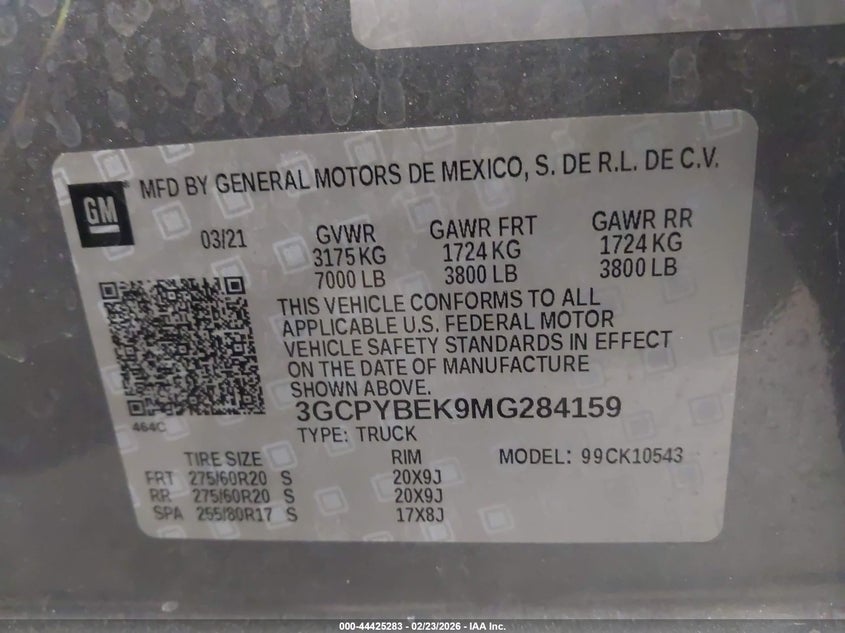 GM
MFD BY GENERAL MOTORS DE MEXICO, S. DE R.L. DE C.V.
03/21 GVWR GAWR FRT GAWR RR
3175 KG 1724 KG 1724 KG
7000 LB 3800 LB 3800 LB
THIS VEHICLE CONFORMS TO ALL
APPLICABLE U.S. FEDERAL MOTOR
VEHICLE SAFETY STANDARDS IN EFFECT
ON THE DATE OF MANUFACTURE
SHOWN ABOVE.
464C
3GCPYBEK9MG284159
TYPE: TRUCK
TIRE SIZE RIM MODEL: 99CK10543
FRT 275/60R20 S 20X9J
RR 275/60R20 S 20X9J
SPA 255/80R17 S 17X8J
000-44425283 - 02/23/2026 - IAA Inc.